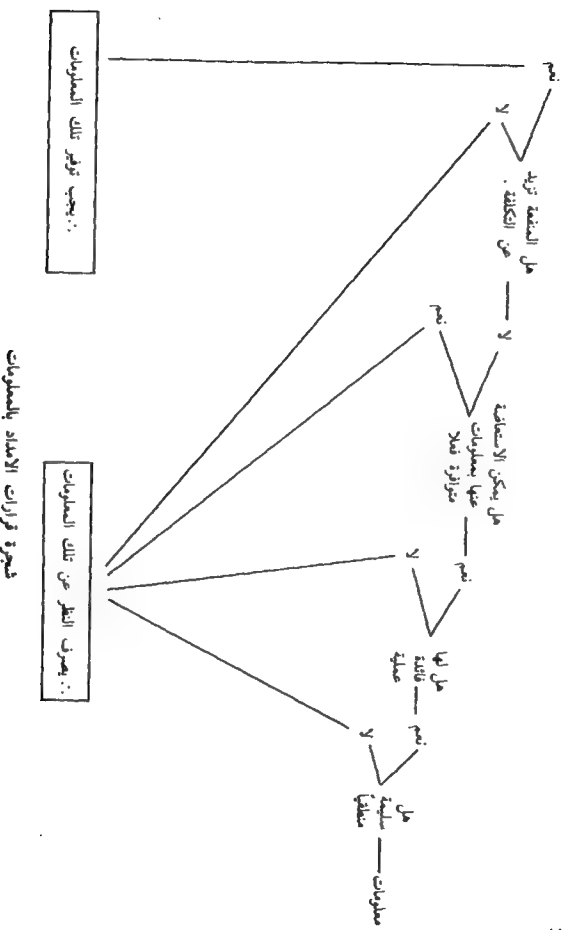 معلومات
هل
سليمة
منطقياً
نعم
لا
هل لها
فائدة
عملية
نعم
لا
هل يمكن الاستعاضة
عنها بمعلومات
متوافرة فعلا
لا
نعم
هل المنفعة تزيد
عن التكلفة .
نعم
لا
∴ يجب توفير تلك المعلومات
∴ يصرف النظر عن تلك المعلومات
شجرة قرارات الامداد بالمعلومات